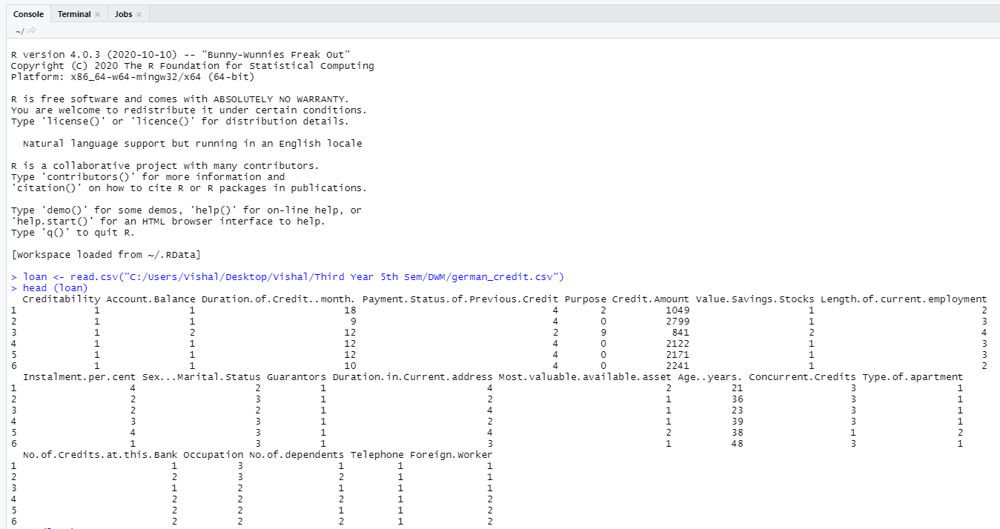 Console Terminal × Jobs ×
~/
R version 4.0.3 (2020-10-10) -- "Bunny-Wunnies Freak Out"
Copyright (C) 2020 The R Foundation for Statistical Computing
Platform: x86_64-w64-mingw32/x64 (64-bit)
R is free software and comes with ABSOLUTELY NO WARRANTY.
You are welcome to redistribute it under certain conditions.
Type 'license()' or 'licence()' for distribution details.
Natural language support but running in an English locale
R is a collaborative project with many contributors.
Type 'contributors()' for more information and
'citation()' on how to cite R or R packages in publications.
Type 'demo()' for some demos, 'help()' for on-line help, or
'help.start()' for an HTML browser interface to help.
Type 'q()' to quit R.
[Workspace loaded from ~/.RData]
> loan <- read.csv("C:/Users/Vishal/Desktop/Vishal/Third Year 5th Sem/DWM/german_credit.csv")
> head (loan)
Creditability Account.Balance Duration.of.Credit..month. Payment.Status.of.Previous.Credit Purpose Credit.Amount Value.Savings.Stocks Length.of.current.employment
1 1 1 18 4 2 1049 1 2
2 1 1 9 4 0 2799 1 3
3 1 2 12 2 9 841 2 4
4 1 1 12 4 0 2122 1 3
5 1 1 12 4 0 2171 1 3
6 1 1 10 4 0 2241 1 2
Instalment.per.cent Sex...Marital.Status Guarantors Duration.in.Current.address Most.valuable.available.asset Age..years. Concurrent.Credits Type.of.apartment
1 4 2 1 4 2 21 3 1
2 2 3 1 2 1 36 3 1
3 2 2 1 4 1 23 3 1
4 3 3 1 2 1 39 3 1
5 4 3 1 4 2 38 1 2
6 1 3 1 3 1 48 3 1
No.of.Credits.at.this.Bank Occupation No.of.dependents Telephone Foreign.Worker
1 1 3 1 1 1
2 2 3 2 1 1
3 1 2 1 1 1
4 2 2 2 1 2
5 2 2 1 1 2
6 2 2 2 1 2